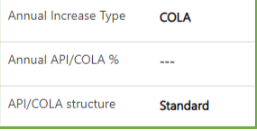 Annual Increase Type COLA
Annual API/COLA % ---
API/COLA structure Standard